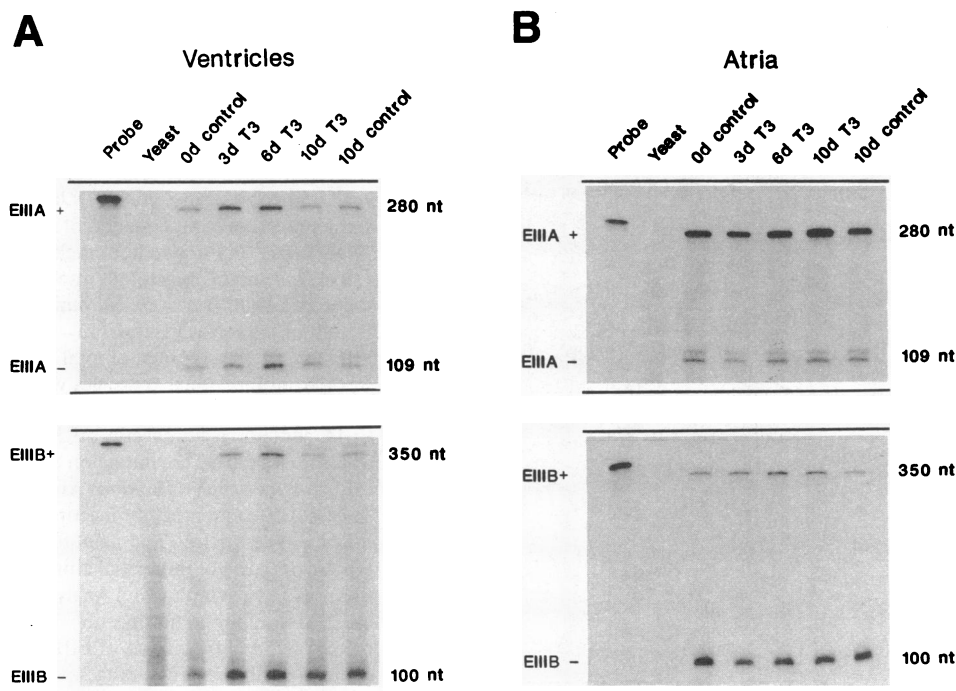 A
Ventricles
Probe
Yeast
0d control
3d T3
6d T3
10d T3
10d control
EIIIA +
280 nt
EIIIA -
109 nt
EIIIB+
350 nt
EIIIB -
100 nt
B
Atria
Probe
Yeast
0d control
3d T3
6d T3
10d T3
10d control
EIIIA +
280 nt
EIIIA -
109 nt
EIIIB+
350 nt
EIIIB -
100 nt